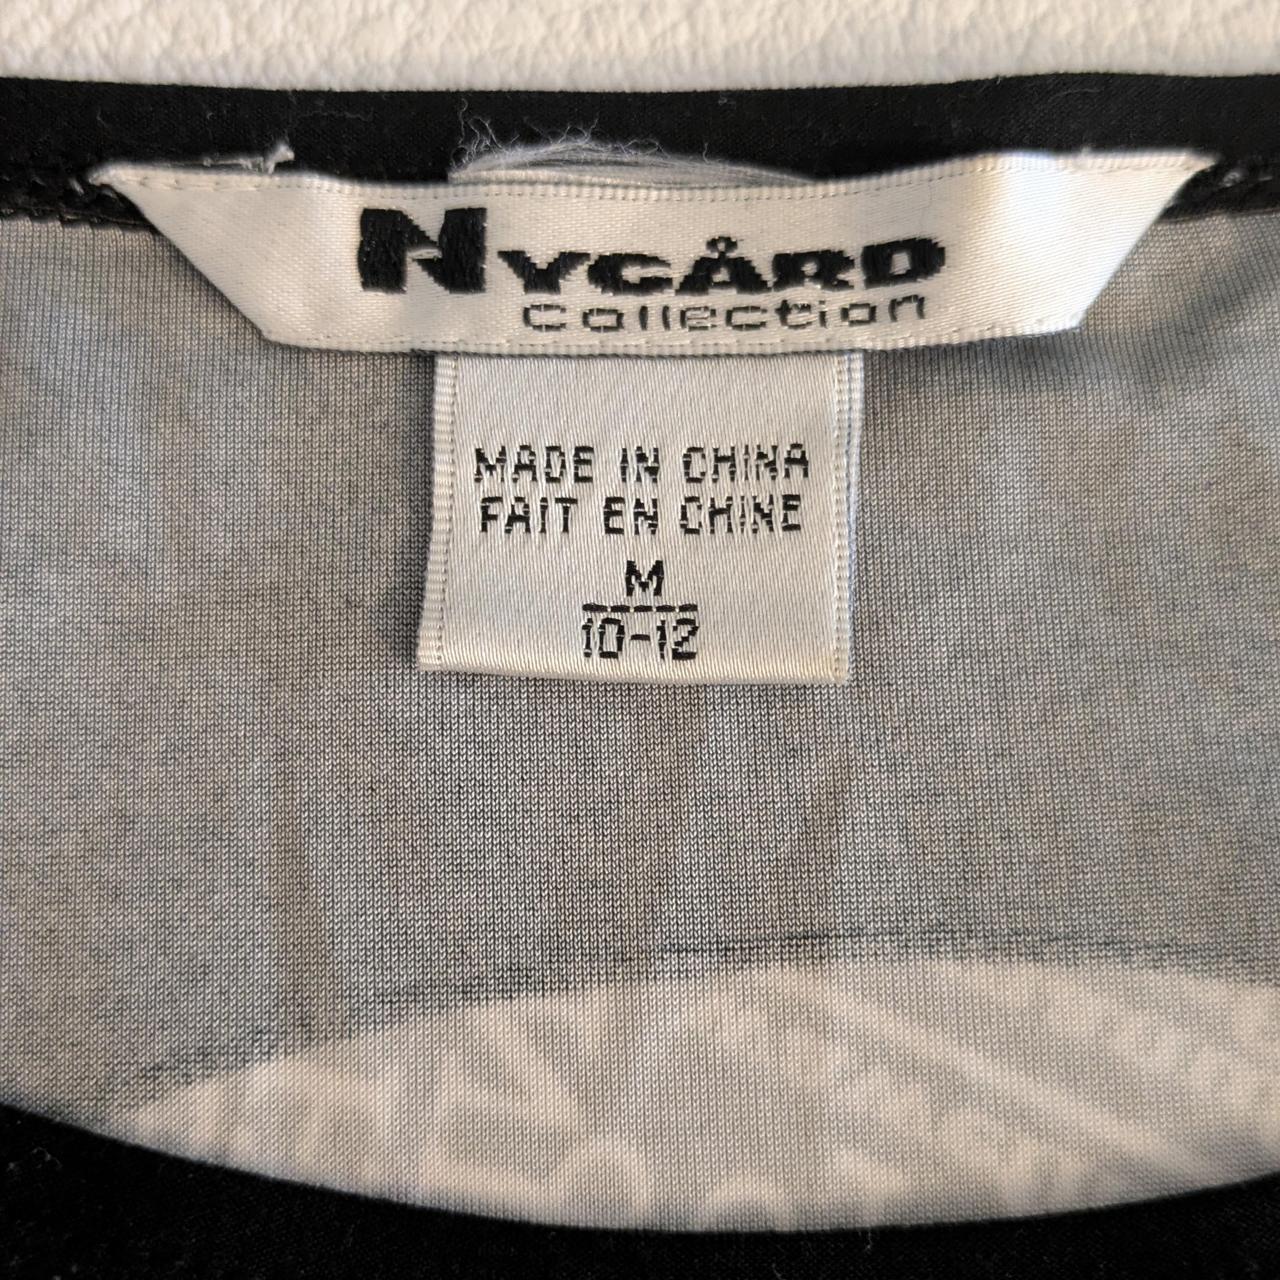 NYGÅRD
Collection
MADE IN CHINA
FAIT EN CHINE
M
10-12